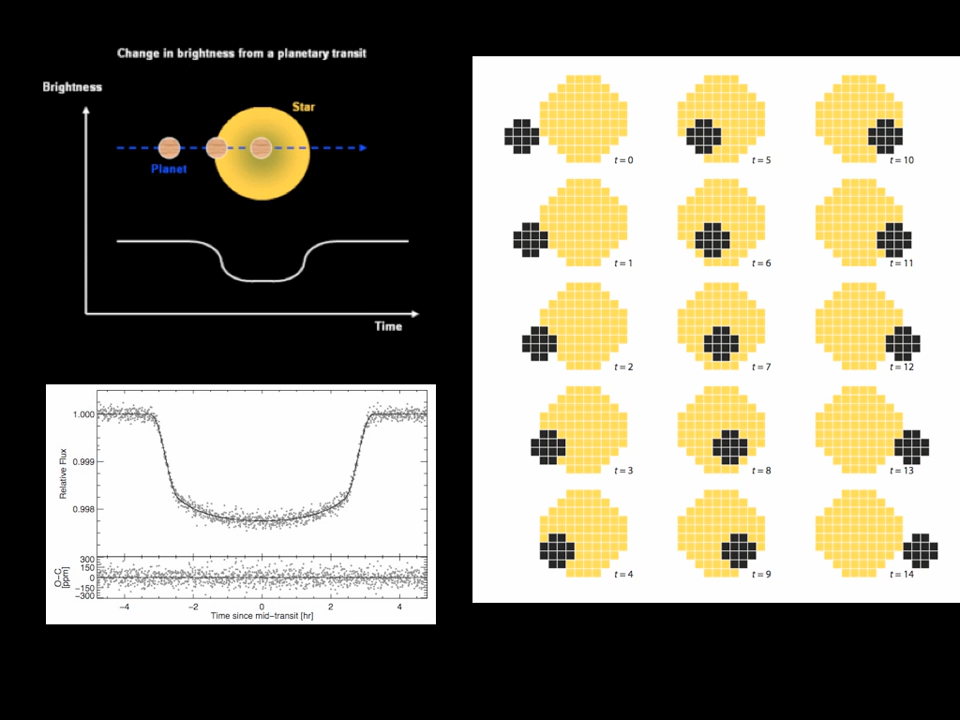 Change in brightness from a planetary transit
Brightness
Star
Planet
Time
1.000
0.999
0.998
Relative Flux
300
150
0
−150
−300
O−C
[ppm]
−4 −2 0 2 4
Time since mid−transit [hr]
t = 0 t = 5 t = 10
t = 1 t = 6 t = 11
t = 2 t = 7 t = 12
t = 3 t = 8 t = 13
t = 4 t = 9 t = 14